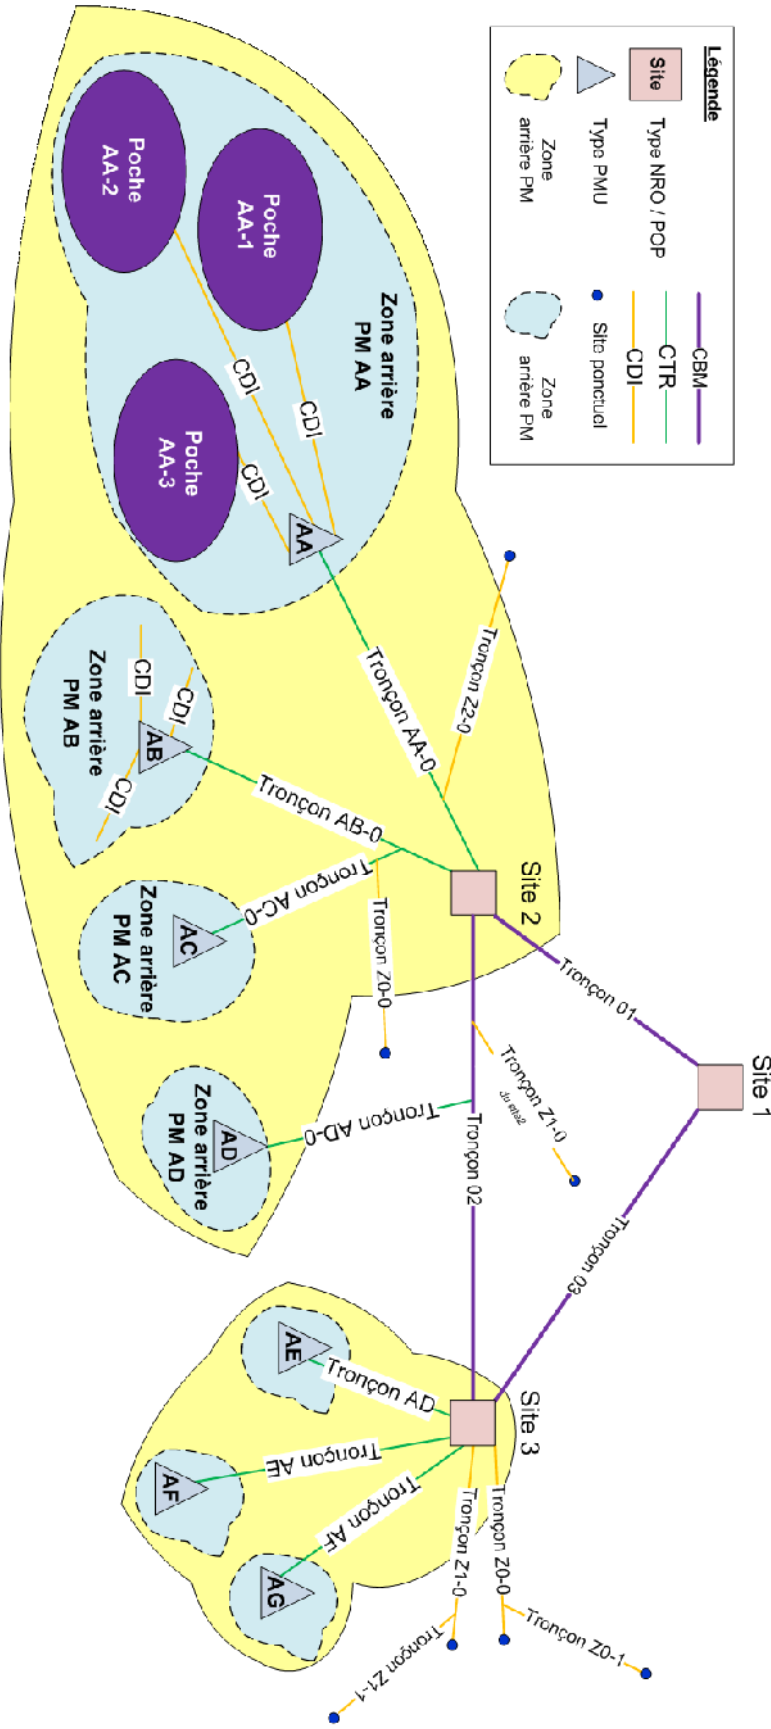 Légende
Site
Type NRO / POP
Type PMU
Zone
arrière PM
CBM
CTR
CDI
Site ponctuel
Zone
arrière PM
Site 1
Site 2
Site 3
Tronçon 01
Tronçon 02
Tronçon 03
Tronçon Z2-0
Tronçon AA-0
Tronçon AB-0
Tronçon AC-0
Tronçon Z0-0
Tronçon Z1-0
du site2
Tronçon AD-0
Zone arrière
PM AA
Poche
AA-1
Poche
AA-2
Poche
AA-3
CDI
CDI
CDI
AA
Zone arrière
PM AB
CDI
CDI
CDI
AB
Zone arrière
PM AC
AC
Zone arrière
PM AD
AD
AE
AF
AG
Tronçon AD
Tronçon AE
Tronçon AF
Tronçon Z0-0
Tronçon Z0-1
Tronçon Z1-0
Tronçon Z1-1